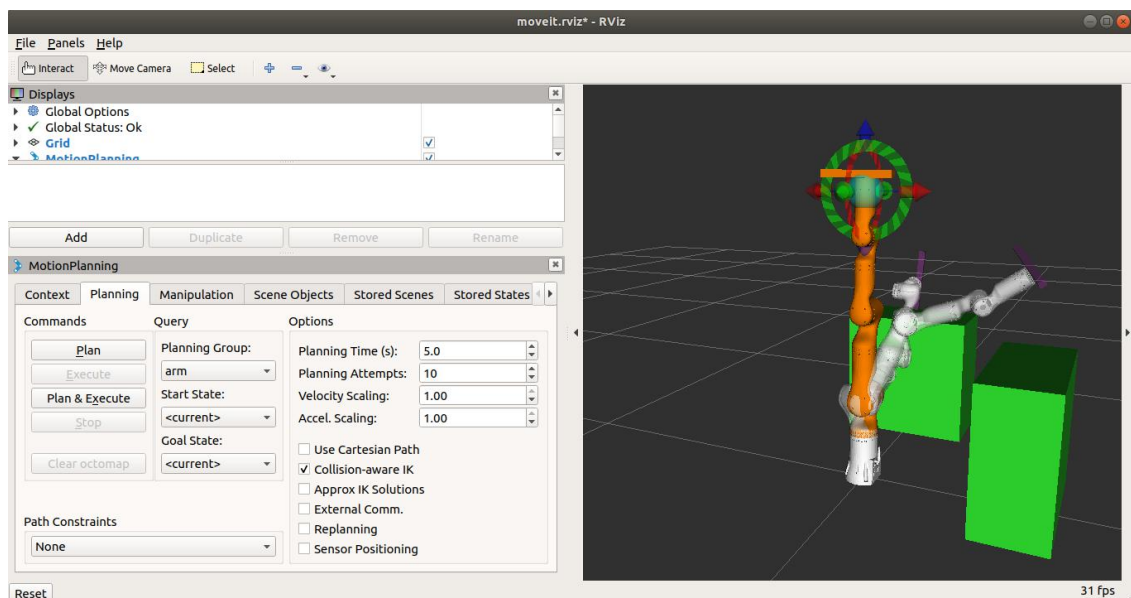 moveit.rviz* - RViz
File Panels Help
Interact Move Camera Select
Displays
Global Options
Global Status: Ok
Grid
MotionPlanning
Add Duplicate Remove Rename
MotionPlanning
Context Planning Manipulation Scene Objects Stored Scenes Stored States
Commands Query Options
Plan Planning Group: Planning Time (s): 5.0
Execute arm Planning Attempts: 10
Plan & Execute Start State: Velocity Scaling: 1.00
Stop <current> Accel. Scaling: 1.00
Goal State: Use Cartesian Path
Clear octomap <current> Collision-aware IK
Approx IK Solutions
External Comm.
Path Constraints Replanning
None Sensor Positioning
Reset 31 fps